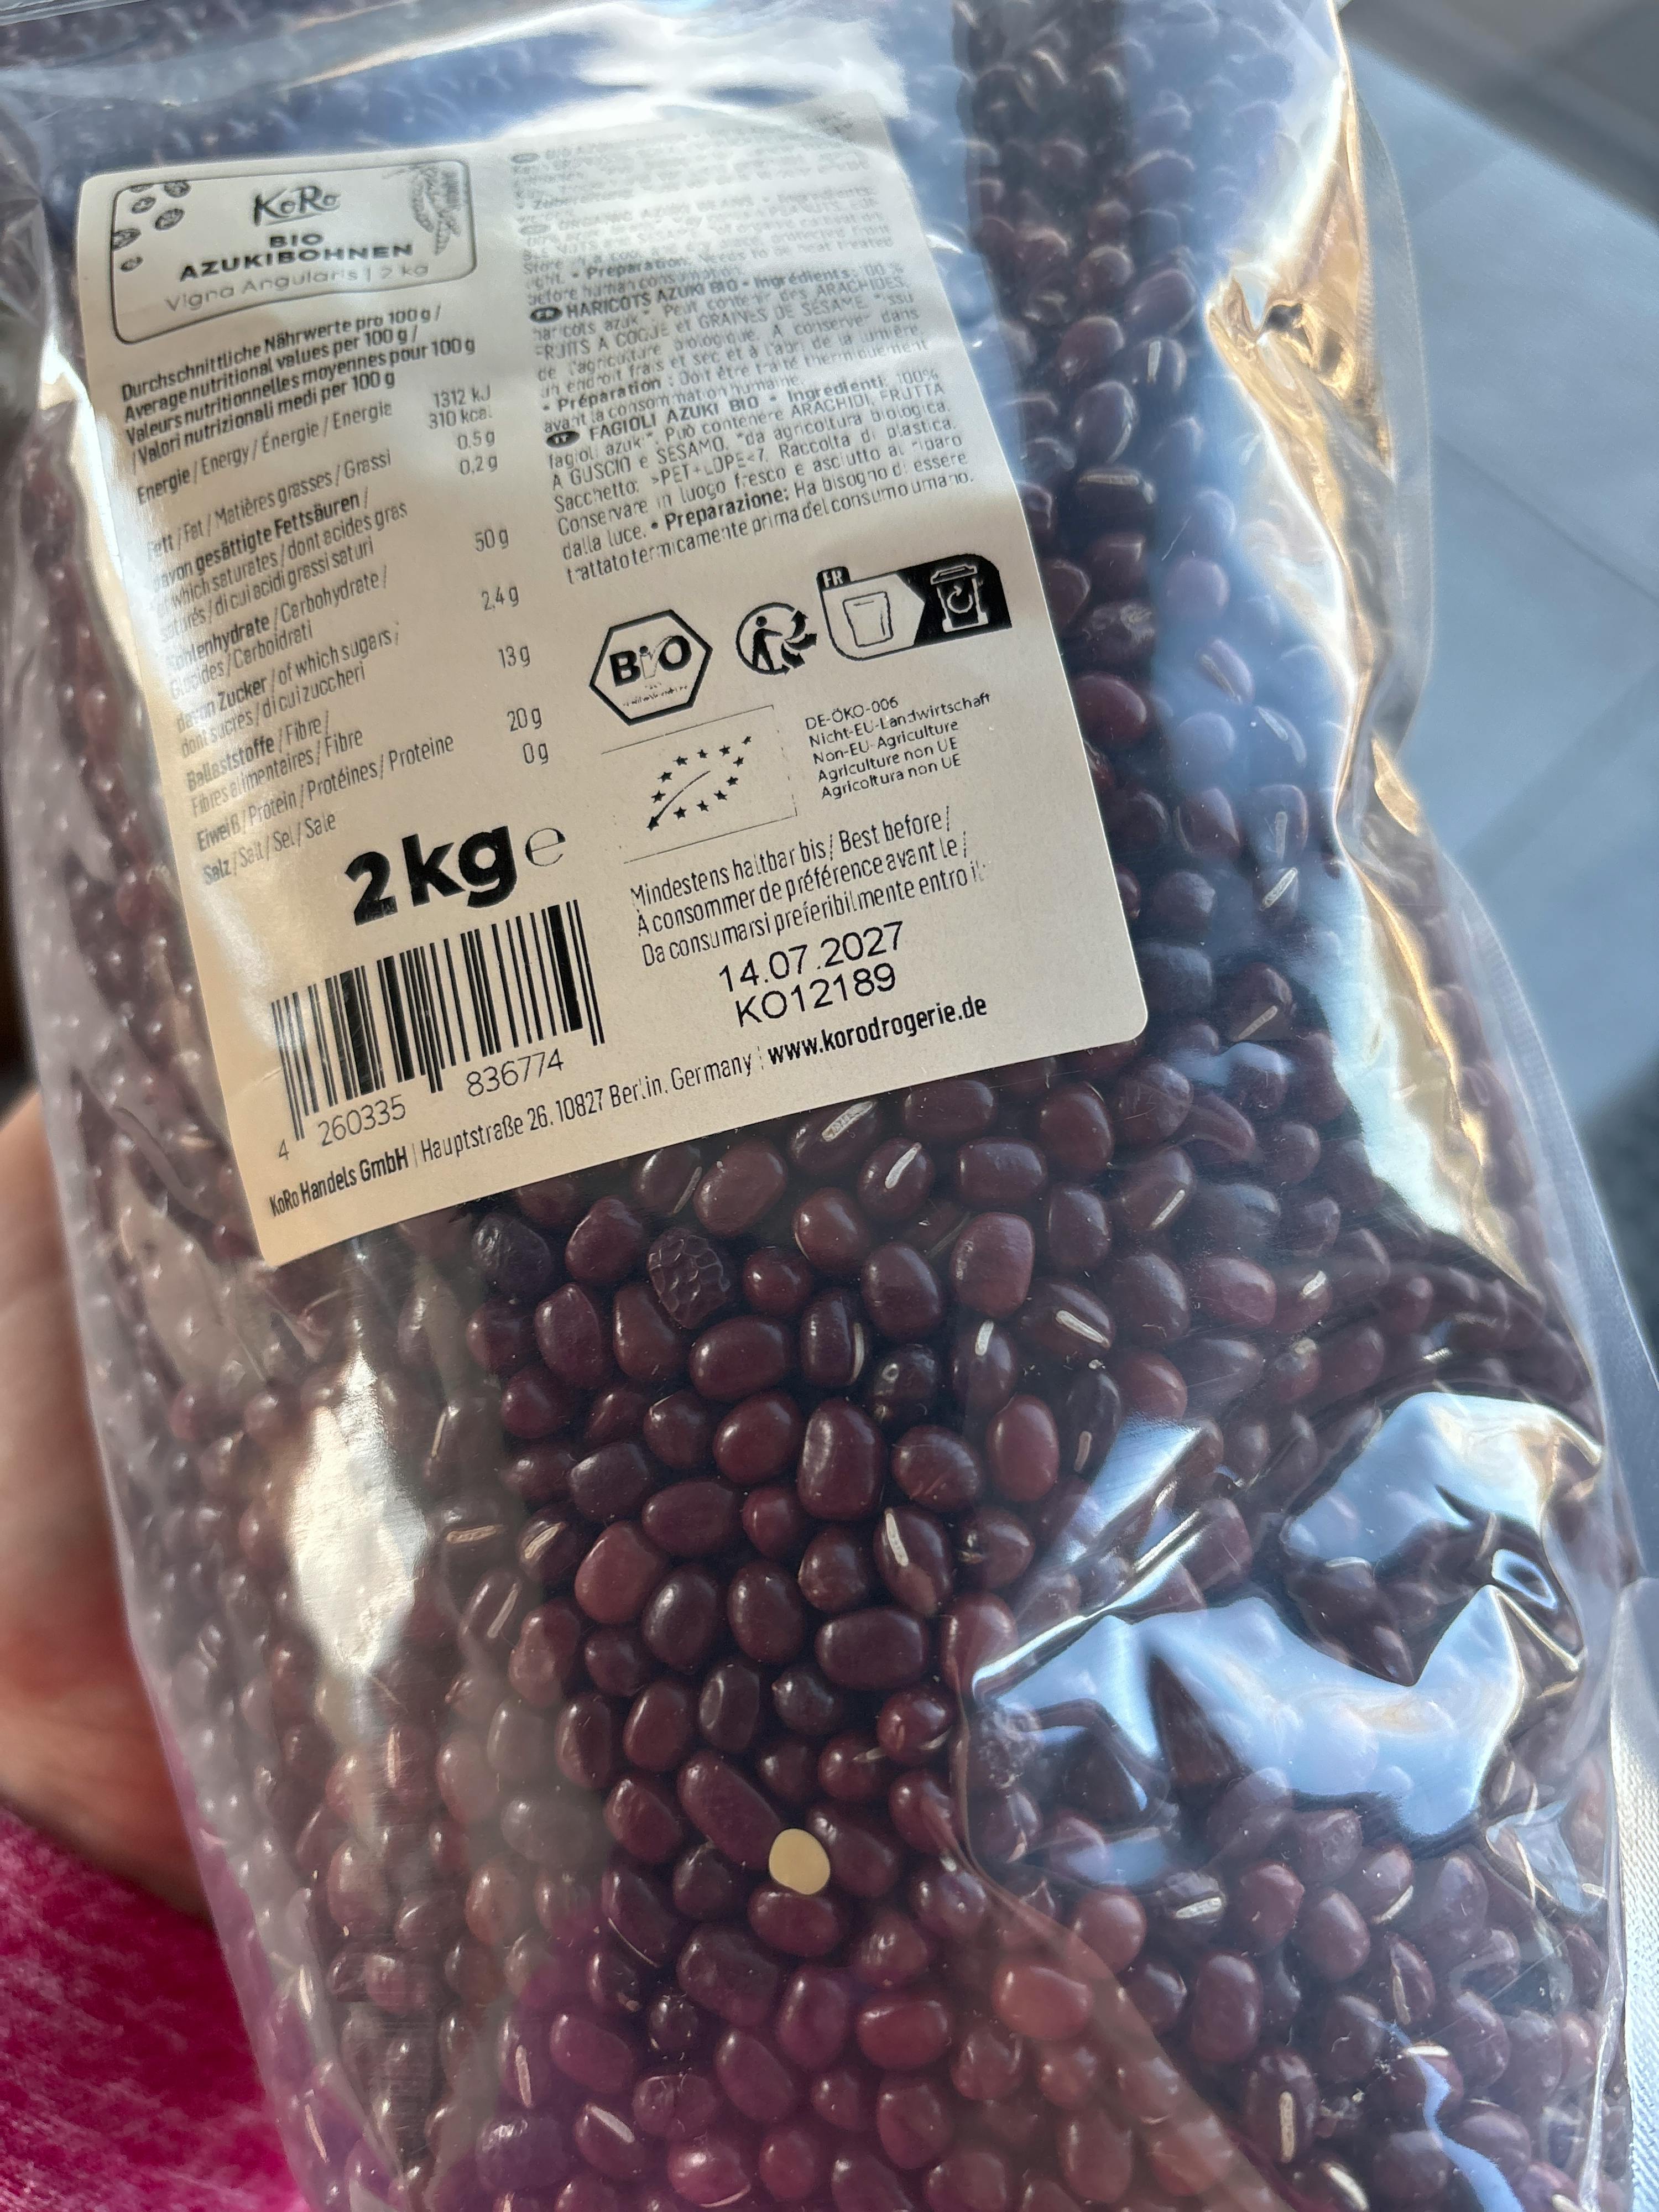 KoRo
BIO
AZUKIBOHNEN
Vigna Angularis | 2 kg
Durchschnittliche Nährwerte pro 100 g /
Average nutritional values per 100 g /
Valeurs nutritionnelles moyennes pour 100 g
/ Valori nutrizionali medi per 100 g
Energie / Energy / Énergie / Energie 1312 kJ
310 kcal
Fett / Fat / Matières grasses / Grassi 0,5 g
davon gesättigte Fettsäuren / 0,2 g
of which saturates / dont acides gras
saturés / di cui acidi grassi saturi
Kohlenhydrate / Carbohydrate / 50 g
Glucides / Carboidrati
davon Zucker / of which sugars / 2,4 g
dont sucres / di cui zuccheri
Ballaststoffe / Fibre / 13 g
Fibres alimentaires / Fibre
Eiweiß / Protein / Protéines / Proteine 20 g
Salz / Salt / Sel / Sale 0 g
2 kg e
4 260335 836774
ORGANIC AZUKI BEANS • Ingredients:
• Preparation: Needs to be heat treated
before human consumption.
FR HARICOTS AZUKI BIO • Ingrédients: 100 %
haricots azuki*. Peut contenir des ARACHIDES,
FRUITS À COQUE et GRAINES DE SÉSAME. *issu
de l'agriculture biologique. À conserver dans
un endroit frais et sec et à l'abri de la lumière.
• Préparation : Doit être traité thermiquement
avant la consommation humaine.
IT FAGIOLI AZUKI BIO • Ingredienti: 100%
fagioli azuki*. Può contenere ARACHIDI, FRUTTA
A GUSCIO e SESAMO. *da agricoltura biologica.
Sacchetto: >PET+LDPE<7. Raccolta di plastica.
Conservare in luogo fresco e asciutto al riparo
dalla luce. • Preparazione: Ha bisogno di essere
trattato termicamente prima del consumo umano.
BIO
FR
DE-ÖKO-006
Nicht-EU-Landwirtschaft
Non-EU-Agriculture
Agriculture non UE
Agricoltura non UE
Mindestens haltbar bis / Best before /
À consommer de préférence avant le /
Da consumarsi preferibilmente entro il:
14.07.2027
KO12189
KoRo Handels GmbH | Hauptstraße 26, 10827 Berlin, Germany | www.korodrogerie.de